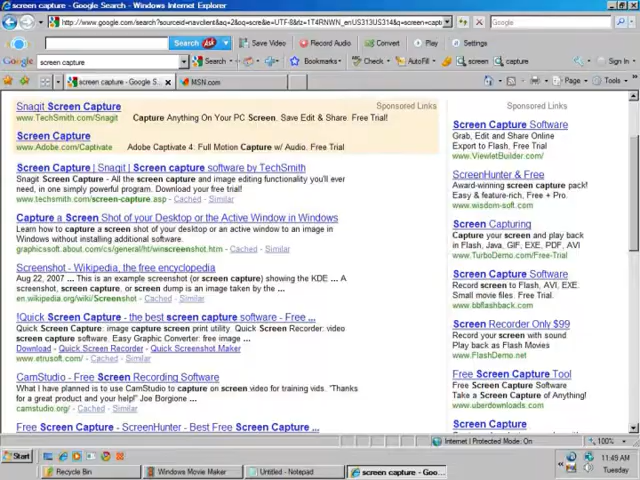 screen capture - Google Search - Windows Internet Explorer
Google
Search Ask Save Video Record Audio Convert Play Settings
screen capture Search Bookmarks Check AutoFill screen capture Sign In
screen capture - Google S... MSN.com Page Tools
Snagit Screen Capture Sponsored Links
www.TechSmith.com/Snagit Capture Anything On Your PC Screen. Save Edit & Share. Free Trial!
Screen Capture
www.Adobe.com/Captivate Adobe Captivate 4: Full Motion Capture w/ Audio. Free Trial
Screen Capture | Snagit | Screen capture software by TechSmith
Snagit Screen Capture - All the screen capture and image editing functionality you'll ever
need, in one simply powerful program. Download your free trial!
www.techsmith.com/screen-capture.asp - Cached - Similar
Capture a Screen Shot of your Desktop or the Active Window in Windows
Learn how to capture a screen shot of your desktop or an active window to an image in
Windows without installing additional software.
graphicssoft.about.com/cs/general/ht/winscreenshot.htm - Cached - Similar
Screenshot - Wikipedia, the free encyclopedia
Aug 22, 2007 ... This is an example screenshot (or screen capture) showing the KDE ... A
screenshot, screen capture, or screen dump is an image taken by the ...
en.wikipedia.org/wiki/Screenshot - Cached - Similar
!Quick Screen Capture - the best screen capture software - Free ...
Quick Screen Capture: image capture screen print utility. Quick Screen Recorder: video
screen capture software. Easy Graphic Converter: free image ...
Download - Quick Screen Recorder - Quick Screenshot Maker
www.etrusoft.com/ - Cached - Similar
CamStudio - Free Screen Recording Software
What I have planned is to use CamStudio to capture on screen video for training vids. "Thanks
for a great product and your help!" Joe Borgione ...
camstudio.org/ - Cached - Similar
Free Screen Capture - ScreenHunter - Best Free Screen Capture ...
Sponsored Links
Screen Capture Software
Grab, Edit and Share Online
Export to Flash, Free Trial.
www.ViewletBuilder.com/
ScreenHunter & Free
Award-winning screen capture pack!
Easy & feature-rich, Free + Pro.
www.wisdom-soft.com
Screen Capturing
Capture your screen and play back
in Flash, Java, GIF, EXE, PDF, AVI
www.TurboDemo.com/Free-Trial
Screen Capture Software
Record screen to Flash, AVI, EXE.
Small movie files. Free Trial.
www.bbflashback.com
Screen Recorder Only $99
Record your screen with sound
Play back as Flash Movies
www.FlashDemo.net
Free Screen Capture Tool
Free Screen Capture Software
Take a Screen Capture of Anything!
www.uberdownloads.com
Screen Capture
Internet | Protected Mode: On 100%
Start 11:49 AM
Recycle Bin Windows Movie Maker Untitled - Notepad screen capture - Goo... Tuesday